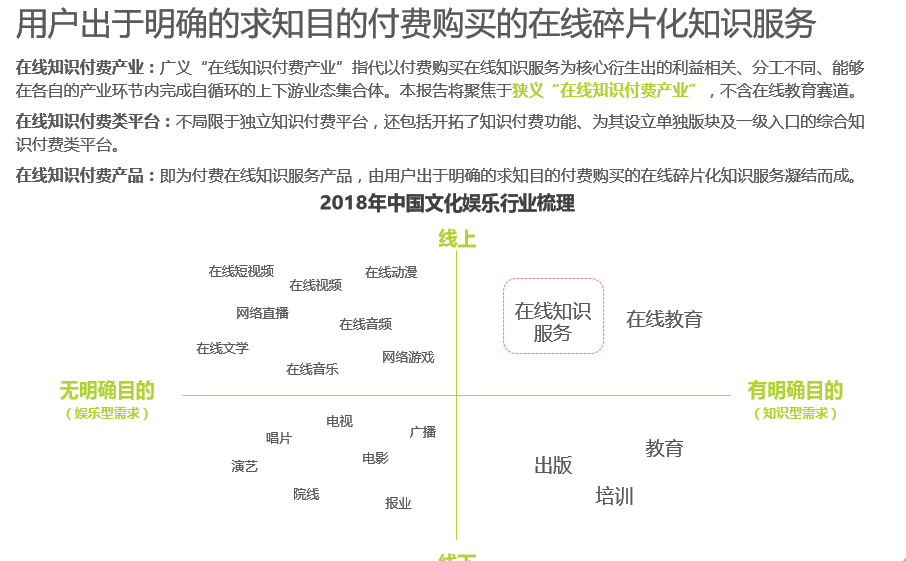 用户出于明确的求知目的付费购买的在线碎片化知识服务
在线知识付费产业：广义“在线知识付费产业”指代以付费购买在线知识服务为核心衍生出的利益相关、分工不同、能够
在各自的产业环节内完成自循环的上下游业态集合体。本报告将聚焦于狭义“在线知识付费产业”，不含在线教育赛道。
在线知识付费类平台：不局限于独立知识付费平台，还包括开拓了知识付费功能、为其设立单独版块及一级入口的综合知
识付费类平台。
在线知识付费产品：即为付费在线知识服务产品，由用户出于明确的求知目的付费购买的在线碎片化知识服务凝结而成。
2018年中国文化娱乐行业梳理
线上
在线短视频
在线视频
在线动漫
网络直播
在线音频
在线文学
在线音乐
网络游戏
在线知识
服务
在线教育
无明确目的
（娱乐型需求）
有明确目的
（知识型需求）
电视
唱片
广播
演艺
电影
院线
报业
出版
教育
培训
线下